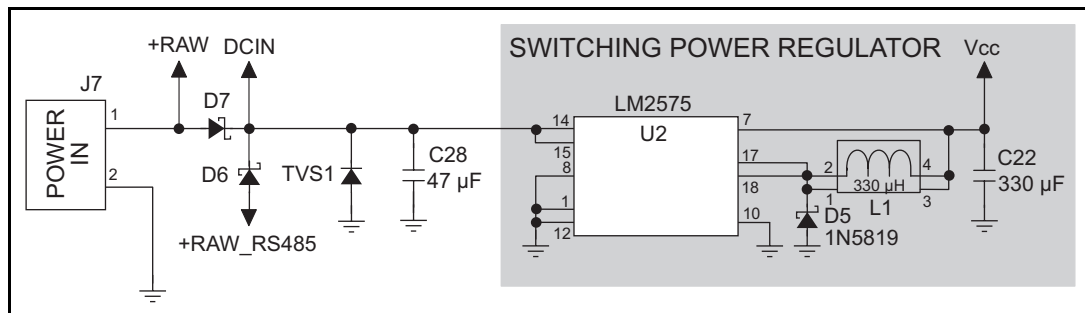 +RAW DCIN
SWITCHING POWER REGULATOR
Vcc
J7
POWER
IN
1
2
D7
D6
+RAW_RS485
TVS1
C28
47 µF
LM2575
U2
14
15
8
1
12
7
17
18
10
2
1
4
3
330 µH
L1
D5
1N5819
C22
330 µF